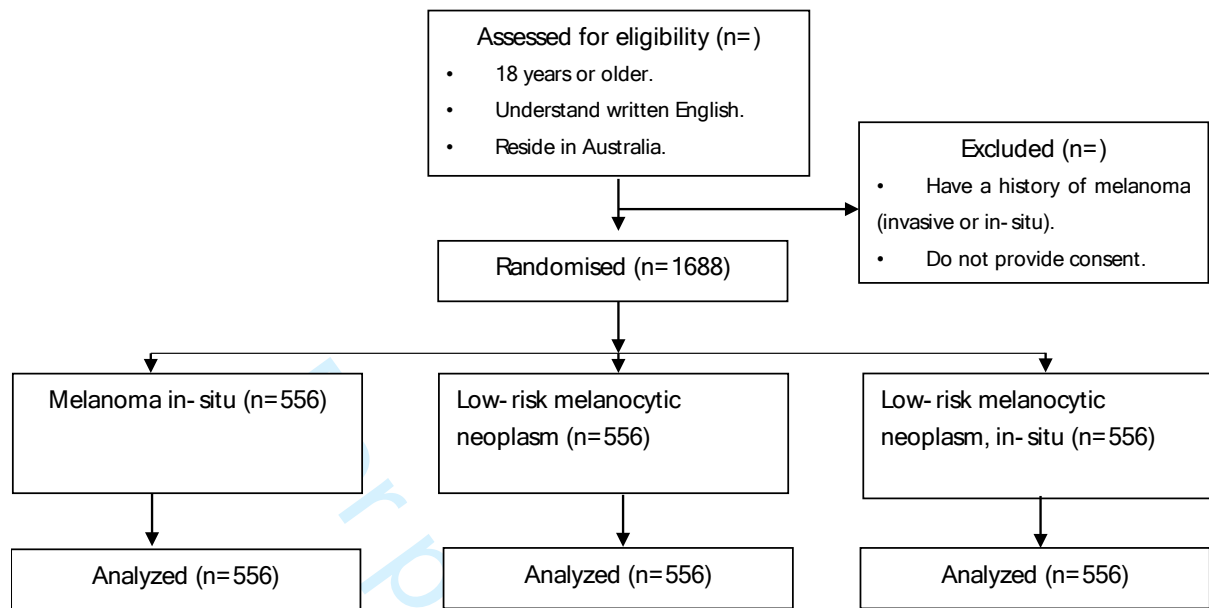 Assessed for eligibility (n=)
• 18 years or older.
• Understand written English.
• Reside in Australia.
Excluded (n=)
• Have a history of melanoma
(invasive or in-situ).
• Do not provide consent.
Randomised (n=1688)
Melanoma in-situ (n=556)
Low-risk melanocytic
neoplasm (n=556)
Low-risk melanocytic
neoplasm, in-situ (n=556)
Analyzed (n=556)
Analyzed (n=556)
Analyzed (n=556)